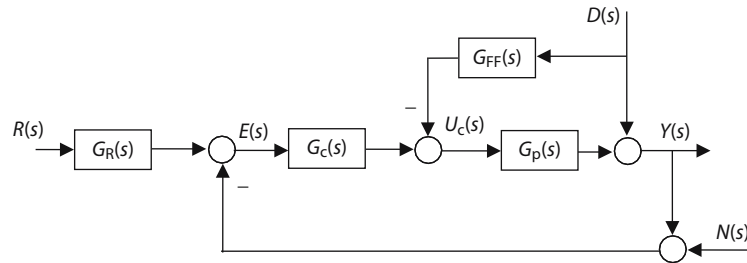 D(s)
G_FF(s)
−
R(s)
G_R(s)
E(s)
G_c(s)
U_c(s)
G_p(s)
Y(s)
−
N(s)